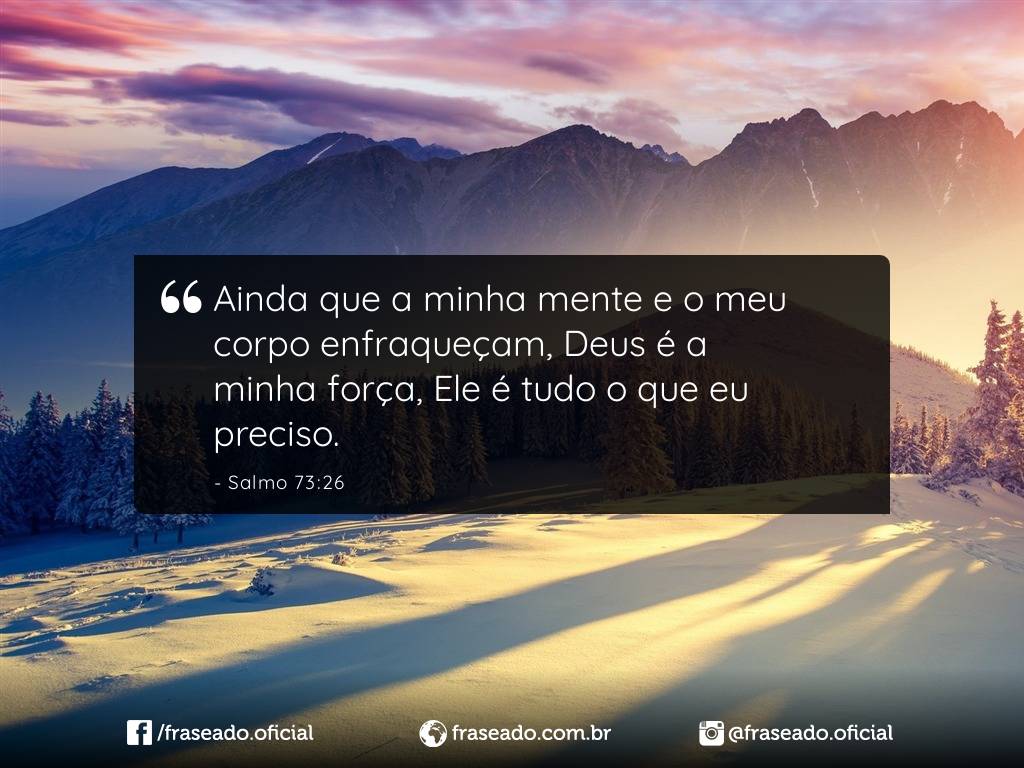 “ Ainda que a minha mente e o meu
corpo enfraqueçam, Deus é a
minha força, Ele é tudo o que eu
preciso.
- Salmo 73:26
/fraseado.oficial
fraseado.com.br
@fraseado.oficial